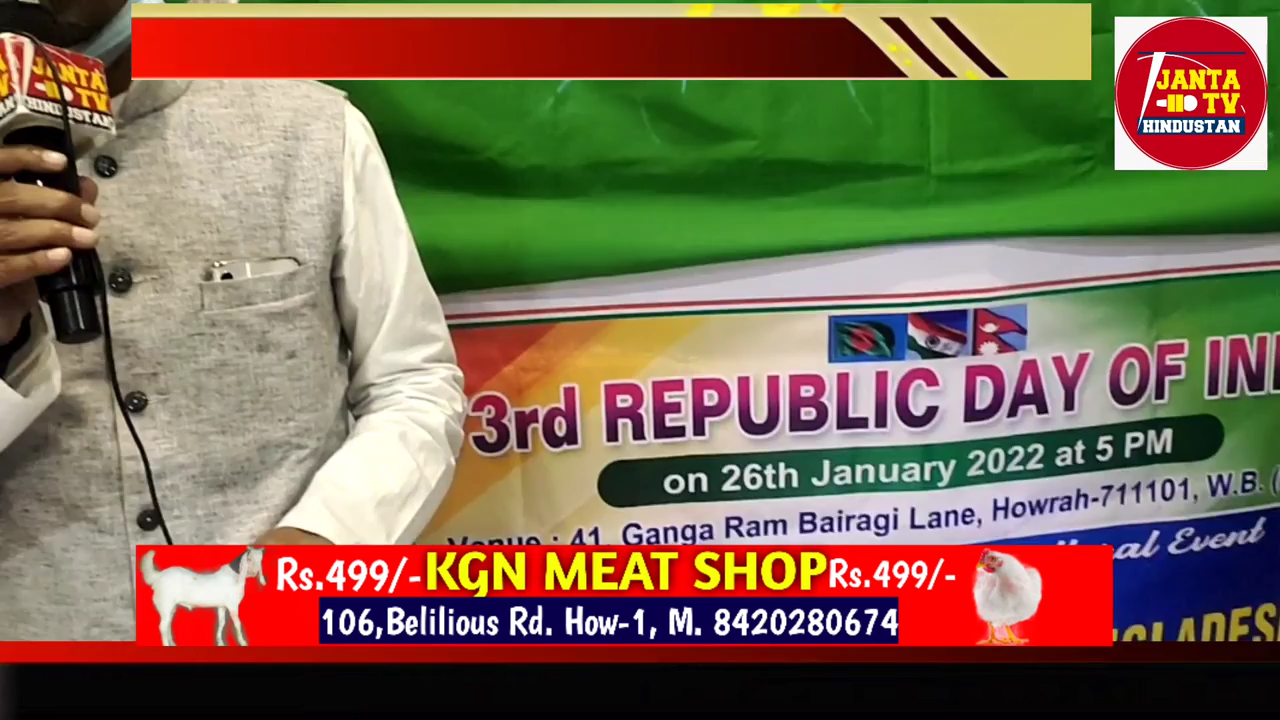 JANTA
TV
HINDUSTAN
JANTA
TV
HINDUSTAN
3rd REPUBLIC DAY OF
on 26th January 2022 at 5 PM
Venue : 41, Ganga Ram Bairagi Lane, Howrah-711101, W.B.
Event
Rs.499/- KGN MEAT SHOP Rs.499/-
106,Belilious Rd. How-1, M. 8420280674